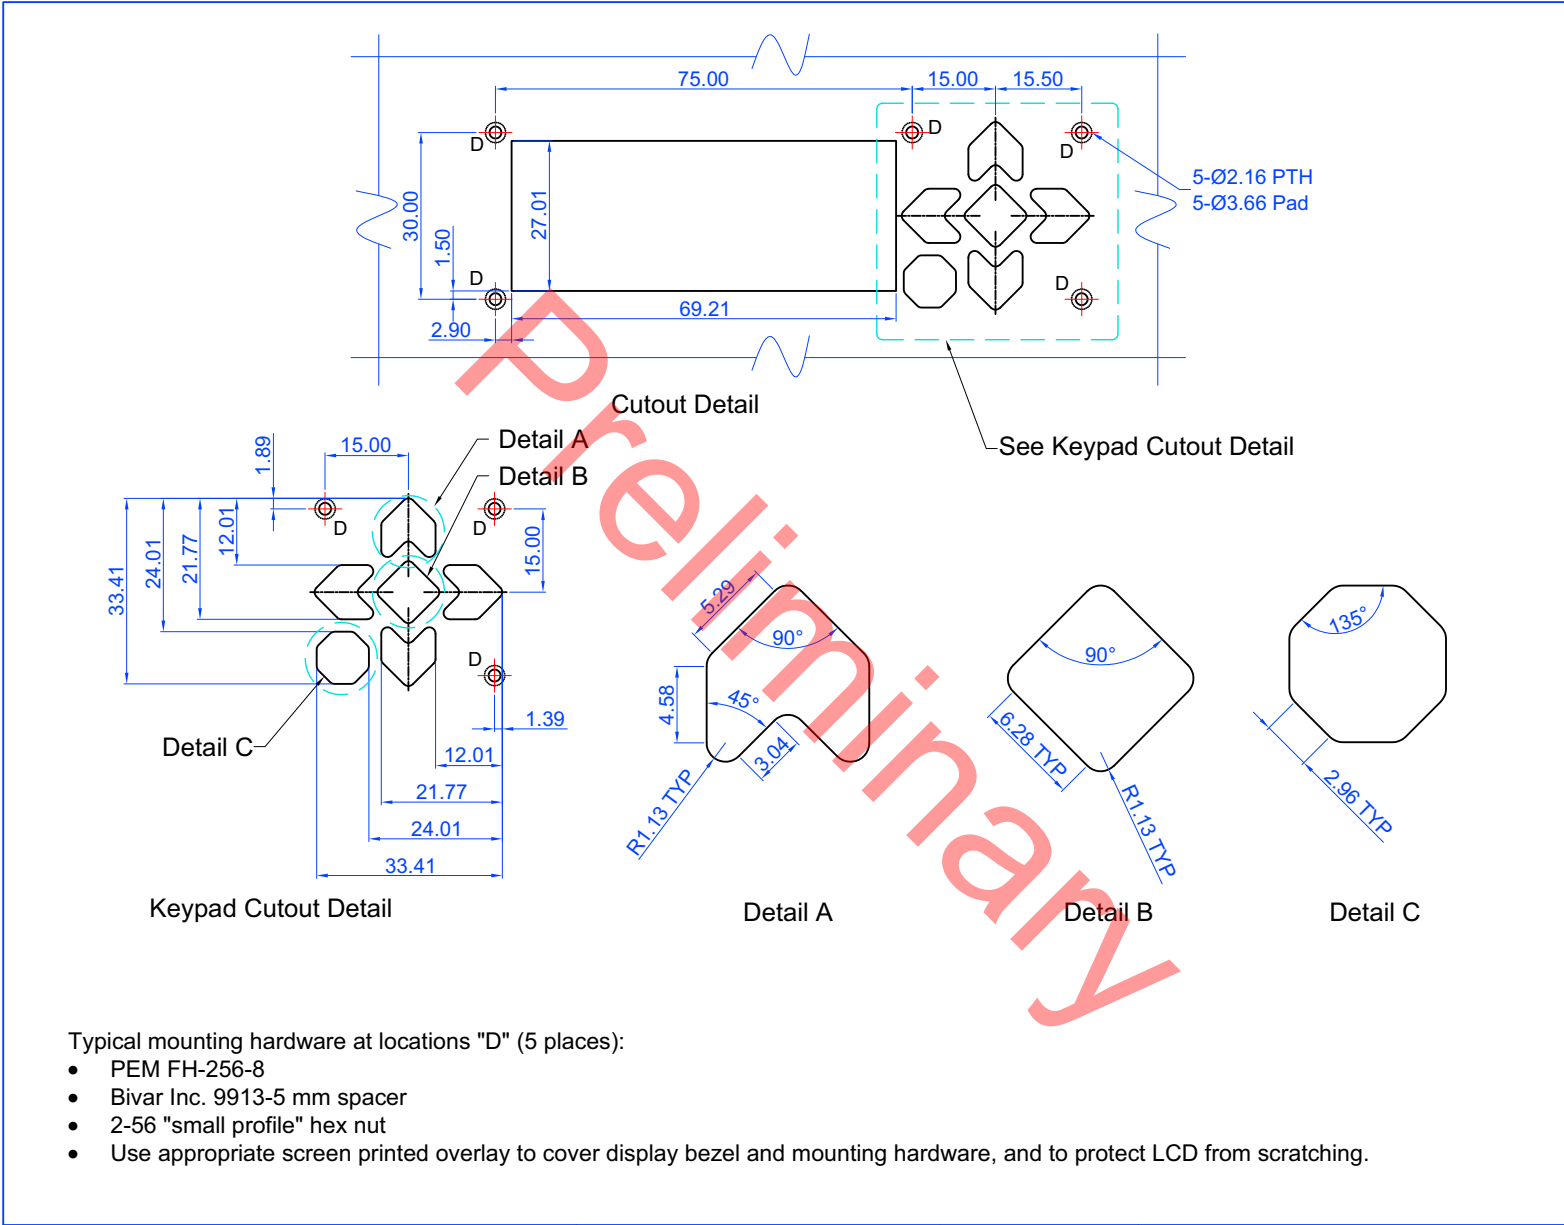 75.00
15.00
15.50
D
D
D
D
D
30.00
27.01
1.50
69.21
2.90
5-Ø2.16 PTH
5-Ø3.66 Pad
Cutout Detail
See Keypad Cutout Detail
Detail A
Detail B
1.89
15.00
D
D
D
12.01
21.77
24.01
33.41
15.00
1.39
12.01
21.77
24.01
33.41
Detail C
Keypad Cutout Detail
5.29
90°
45°
4.58
3.04
R1.13 TYP
Detail A
90°
6.28 TYP
R1.13 TYP
Detail B
135°
2.96 TYP
Detail C
Preliminary
Typical mounting hardware at locations "D" (5 places):
• PEM FH-256-8
• Bivar Inc. 9913-5 mm spacer
• 2-56 "small profile" hex nut
• Use appropriate screen printed overlay to cover display bezel and mounting hardware, and to protect LCD from scratching.